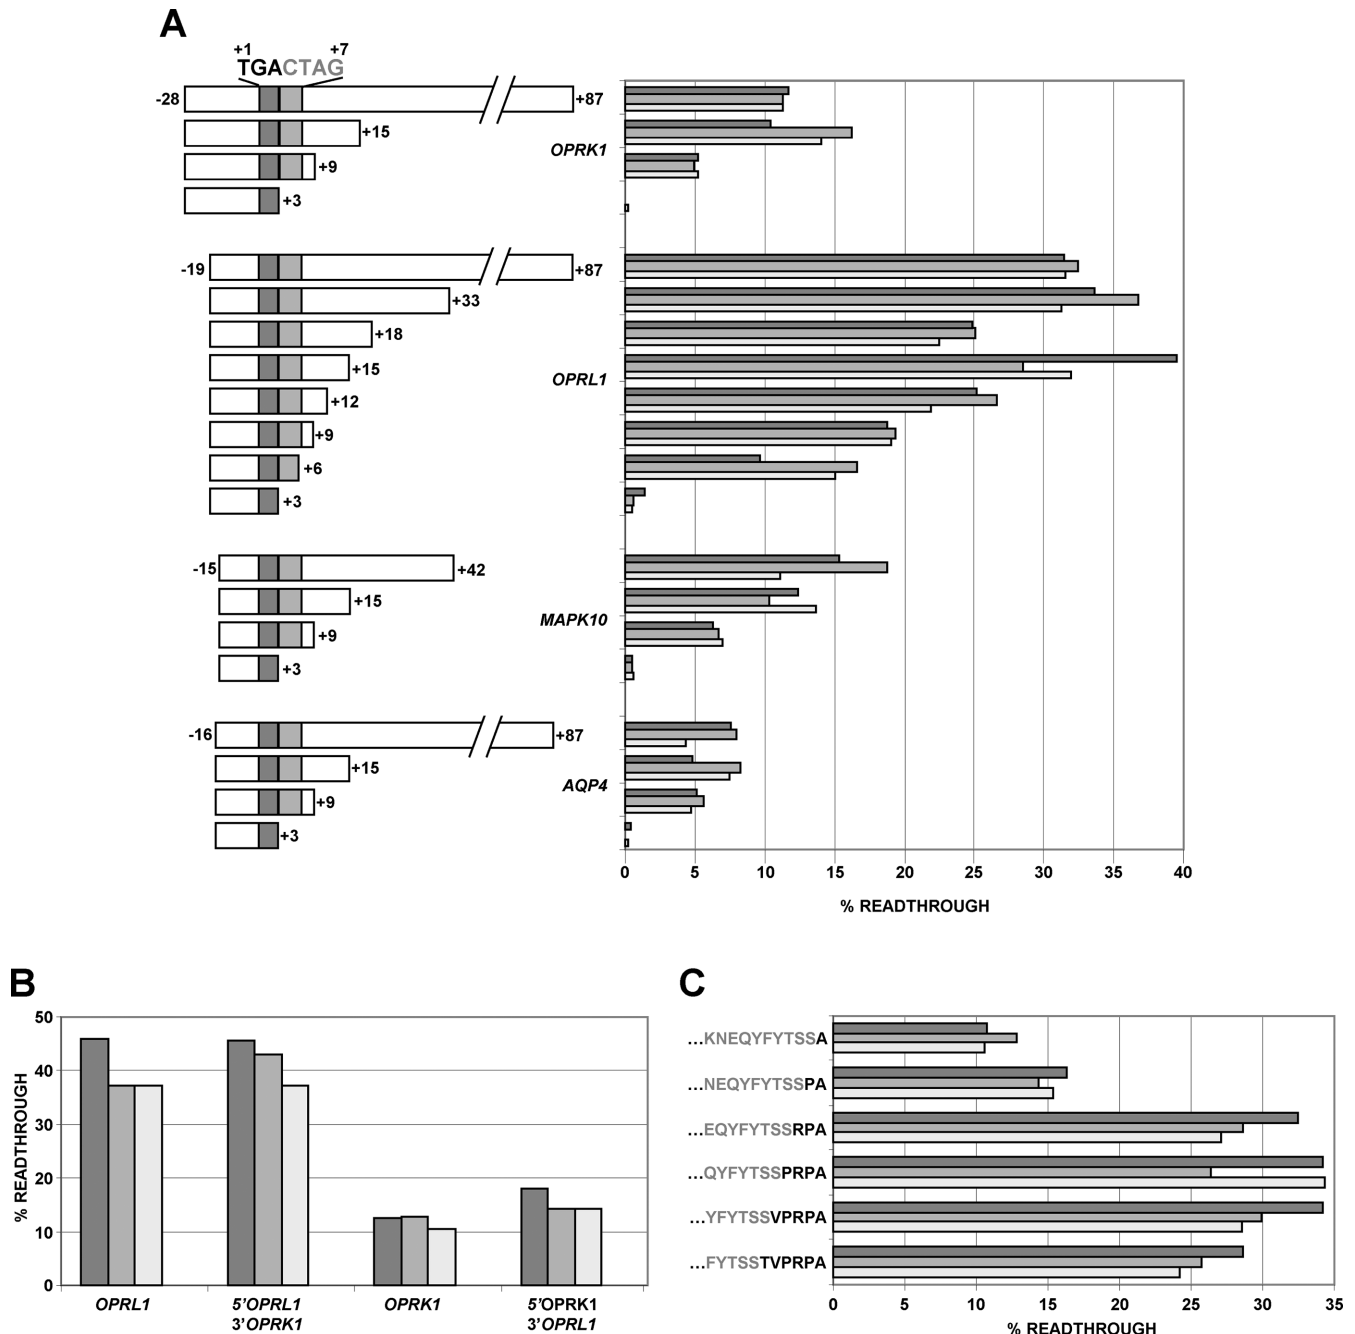 A
+1 +7
TGACTAG
-28 +87
+15
OPRK1
+9
+3
-19 +87
+33
+18
+15
OPRL1
+12
+9
+6
+3
-15 +42
+15
MAPK10
+9
+3
-16 +87
+15
AQP4
+9
+3
0 5 10 15 20 25 30 35 40
% READTHROUGH
B
% READTHROUGH
50
40
30
20
10
0
OPRL1 5'OPRL1 OPRK1 5'OPRK1
3'OPRK1 3'OPRL1
C
...KNEQYFYTSSA
...NEQYFYTSSPA
...EQYFYTSSRPA
...QYFYTSSPRPA
...YFYTSSVPRPA
...FYTSSTVPRPA
0 5 10 15 20 25 30 35
% READTHROUGH